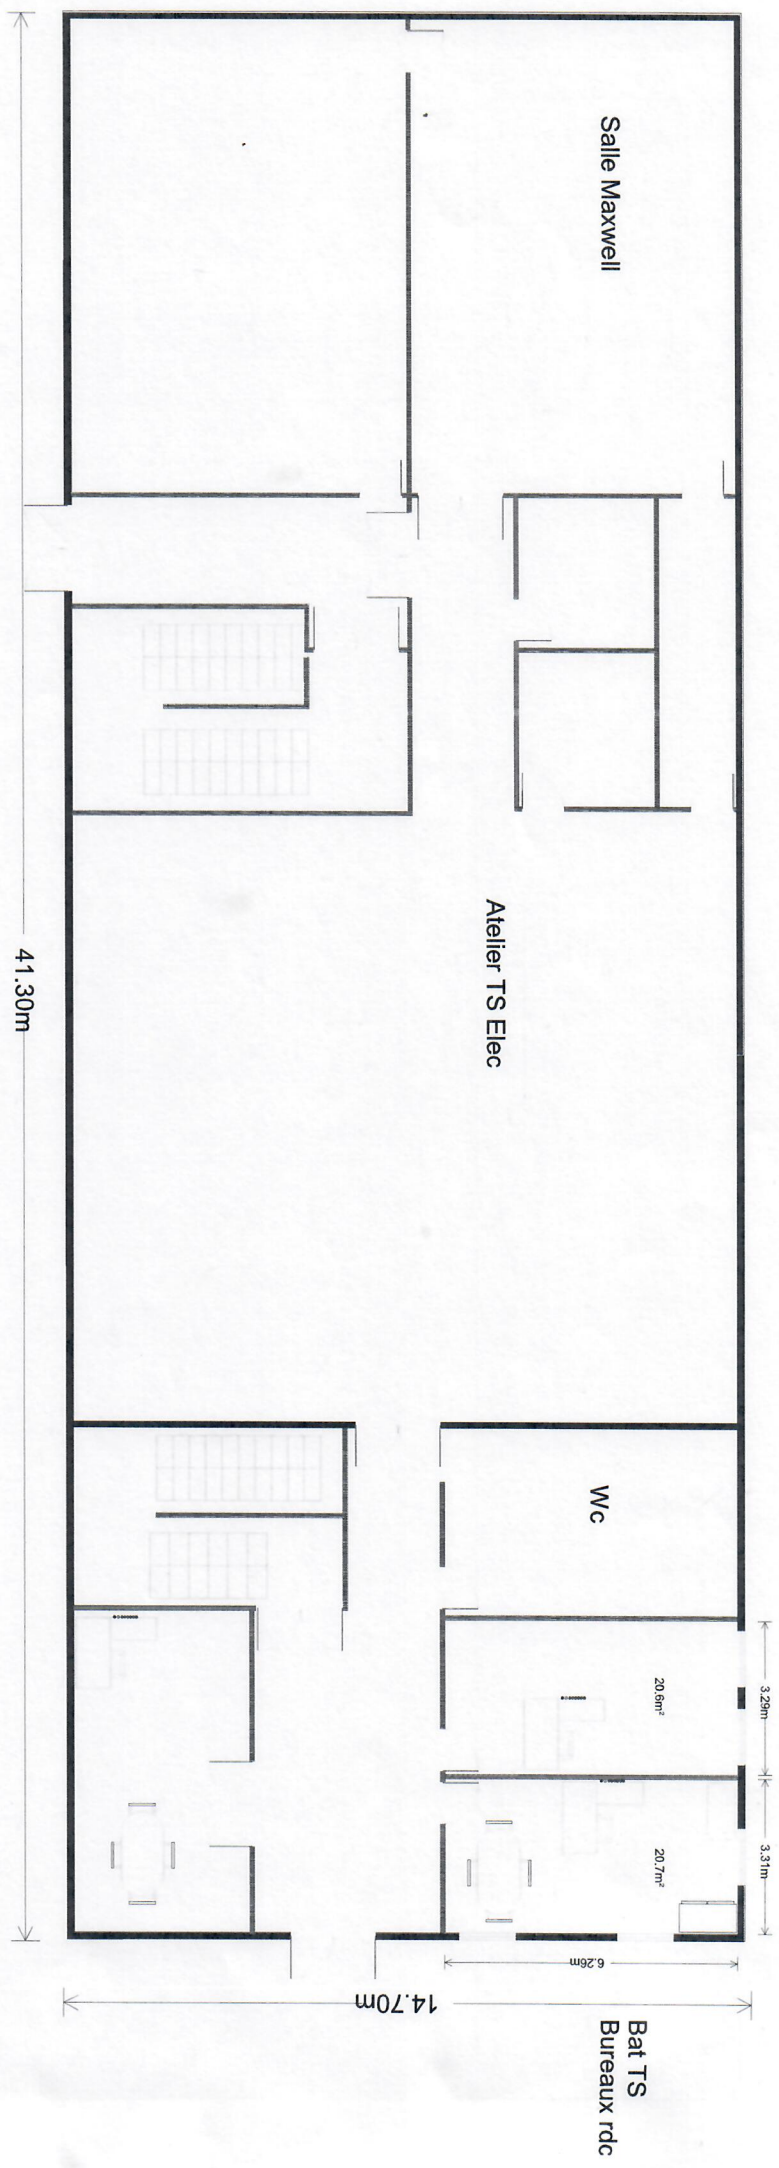 Salle Maxwell
Atelier TS Elec
41.30m
Wc
20.6m²
3.29m
20.7m²
3.31m
6.26m
14.70m
Bat TS
Bureaux rdc